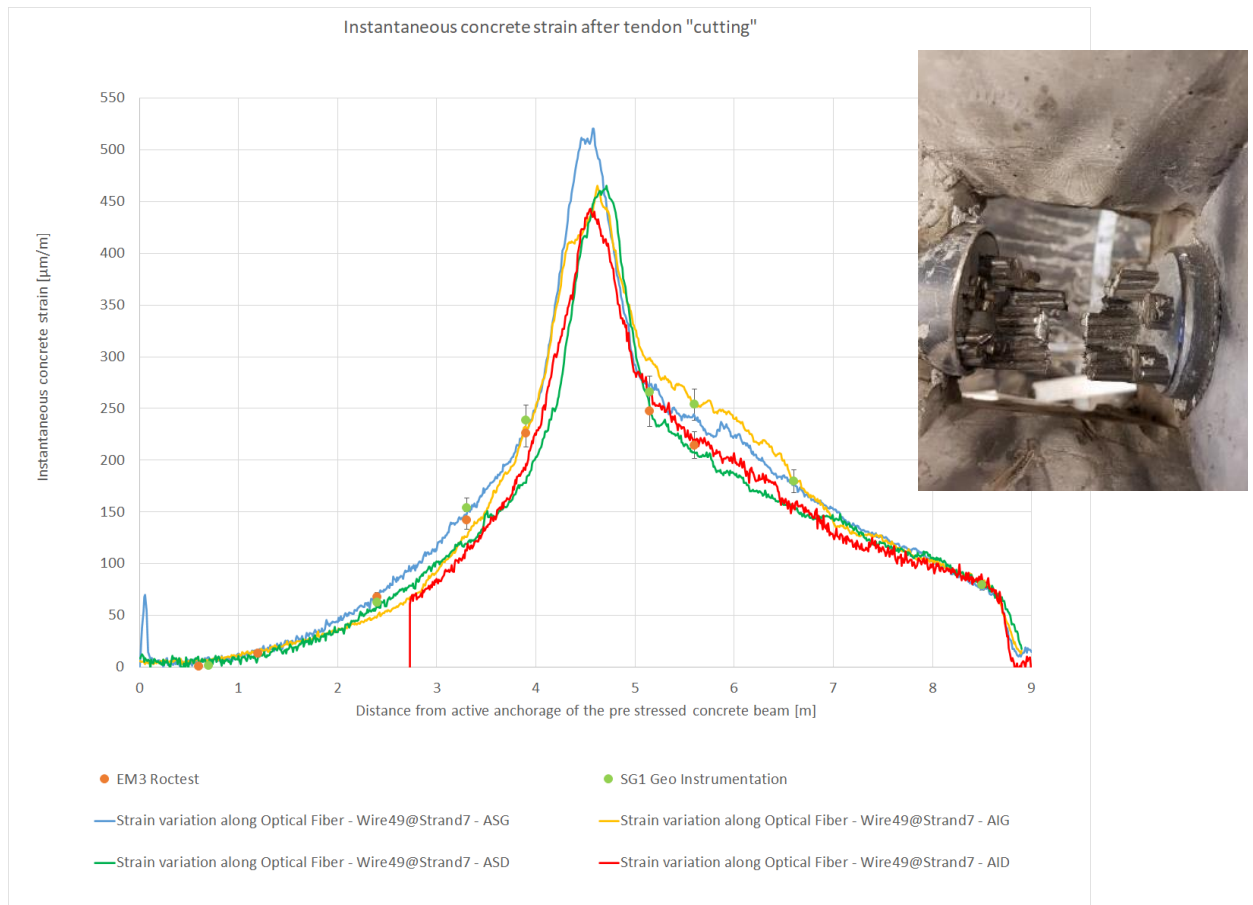 Instantaneous concrete strain after tendon "cutting"
Instantaneous concrete strain [µm/m]
550
500
450
400
350
300
250
200
150
100
50
0
0 1 2 3 4 5 6 7 8 9
Distance from active anchorage of the pre stressed concrete beam [m]
EM3 Roctest
SG1 Geo Instrumentation
Strain variation along Optical Fiber - Wire49@Strand7 - ASG
Strain variation along Optical Fiber - Wire49@Strand7 - AIG
Strain variation along Optical Fiber - Wire49@Strand7 - ASD
Strain variation along Optical Fiber - Wire49@Strand7 - AID